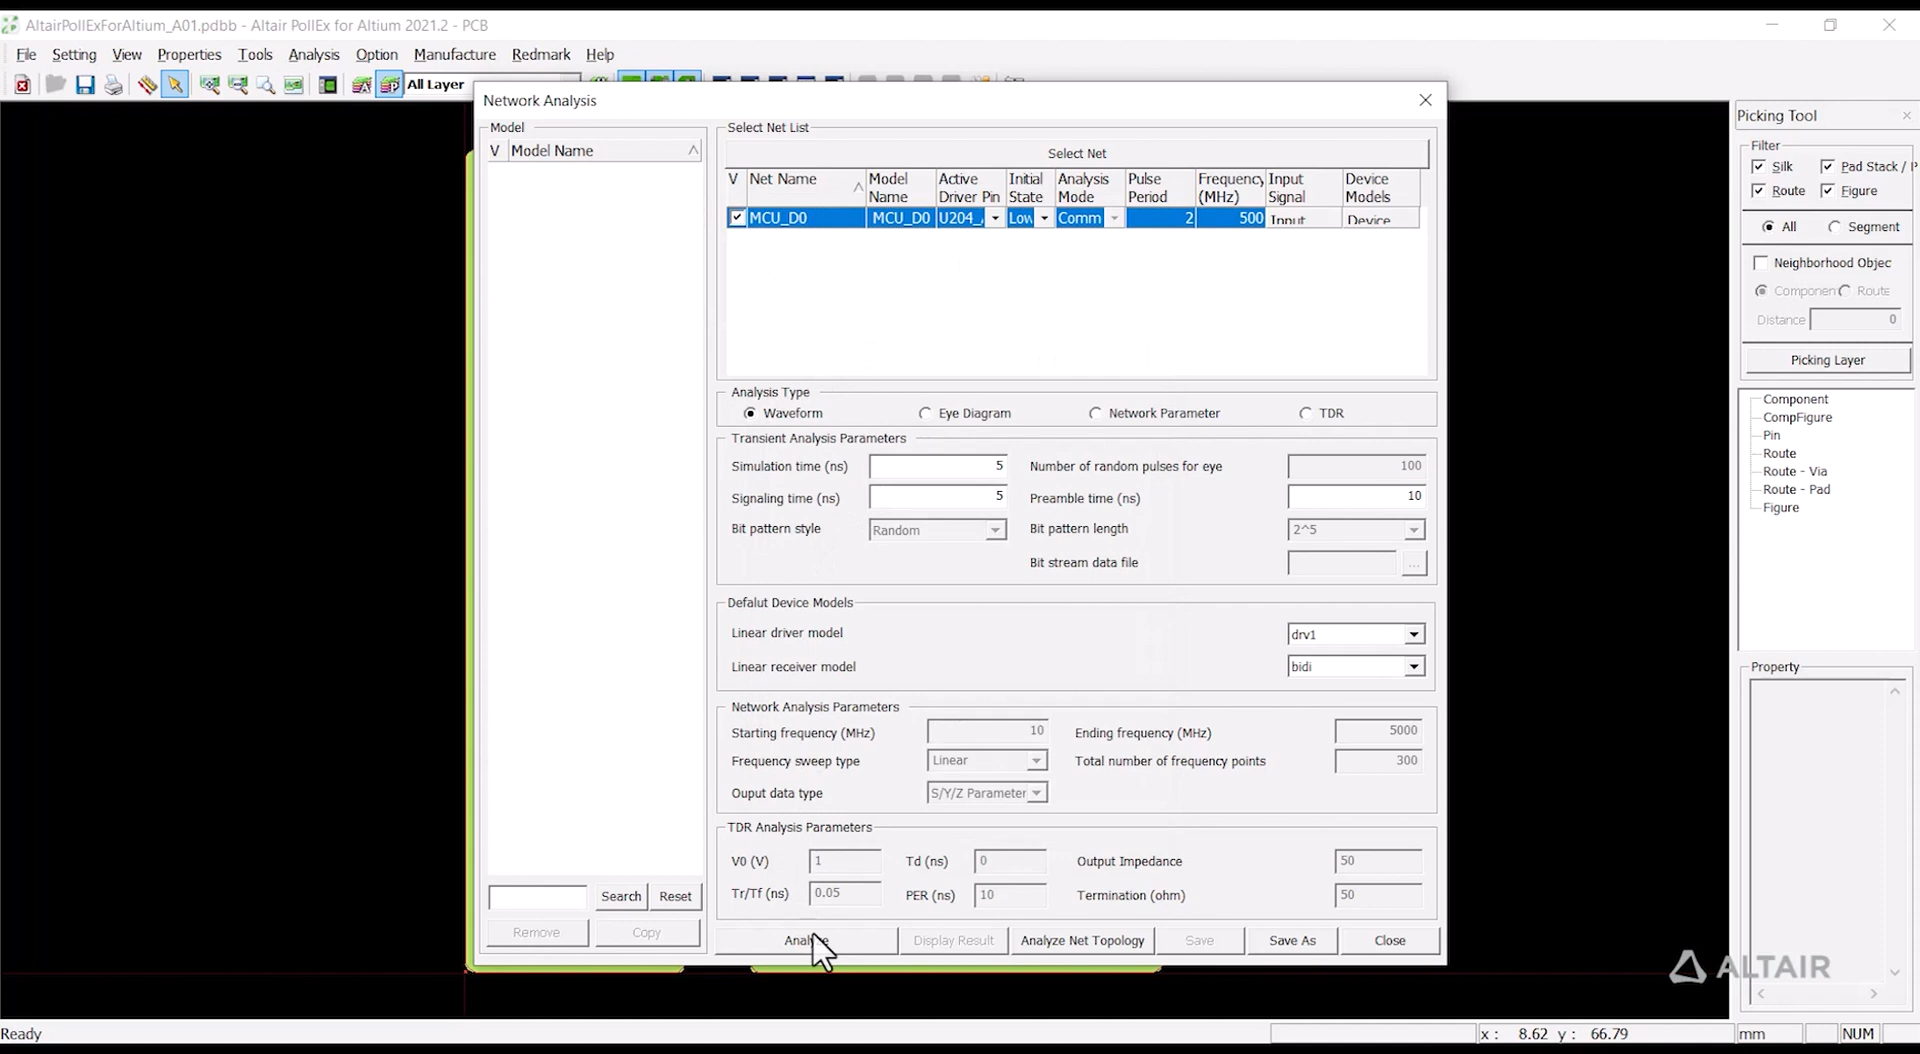 AltairPollExForAltium_A01.pdbb - Altair PollEx for Altium 2021.2 - PCB
File Setting View Properties Tools Analysis Option Manufacture Redmark Help
All Layer
Network Analysis
Model
V Model Name
Search Reset
Remove Copy
Select Net List
Select Net
V Net Name Model Name Active Driver Pin Initial State Analysis Mode Pulse Period Frequency (MHz) Input Signal Device Models
MCU_D0 MCU_D0 U204_ Low Comm 2 500 Input Device
Analysis Type
Waveform Eye Diagram Network Parameter TDR
Transient Analysis Parameters
Simulation time (ns) 5 Number of random pulses for eye 100
Signaling time (ns) 5 Preamble time (ns) 10
Bit pattern style Random Bit pattern length 2^5
Bit stream data file ...
Defalut Device Models
Linear driver model drv1
Linear receiver model bidi
Network Analysis Parameters
Starting frequency (MHz) 10 Ending frequency (MHz) 5000
Frequency sweep type Linear Total number of frequency points 300
Ouput data type S/Y/Z Parameter
TDR Analysis Parameters
V0 (V) 1 Td (ns) 0 Output Impedance 50
Tr/Tf (ns) 0.05 PER (ns) 10 Termination (ohm) 50
Analyze Display Result Analyze Net Topology Save Save As Close
Picking Tool
Filter
Silk Pad Stack / P
Route Figure
All Segment
Neighborhood Objec
Componen Route
Distance 0
Picking Layer
Component
CompFigure
Pin
Route
Route - Via
Route - Pad
Figure
Property
ALTAIR
Ready x : 8.62 y : 66.79 mm NUM